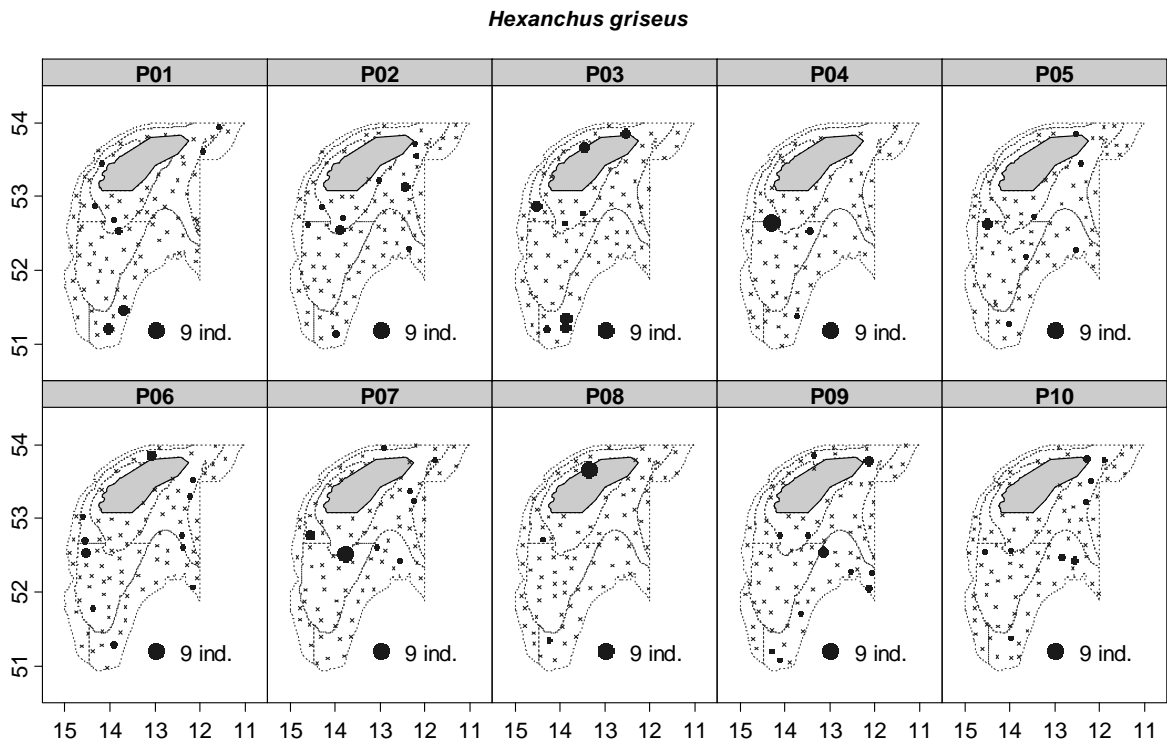 Hexanchus griseus
P01 P02 P03 P04 P05
54
53
52
51
9 ind. 9 ind. 9 ind. 9 ind. 9 ind.
P06 P07 P08 P09 P10
54
53
52
51
9 ind. 9 ind. 9 ind. 9 ind. 9 ind.
15 14 13 12 11 15 14 13 12 11 15 14 13 12 11 15 14 13 12 11 15 14 13 12 11